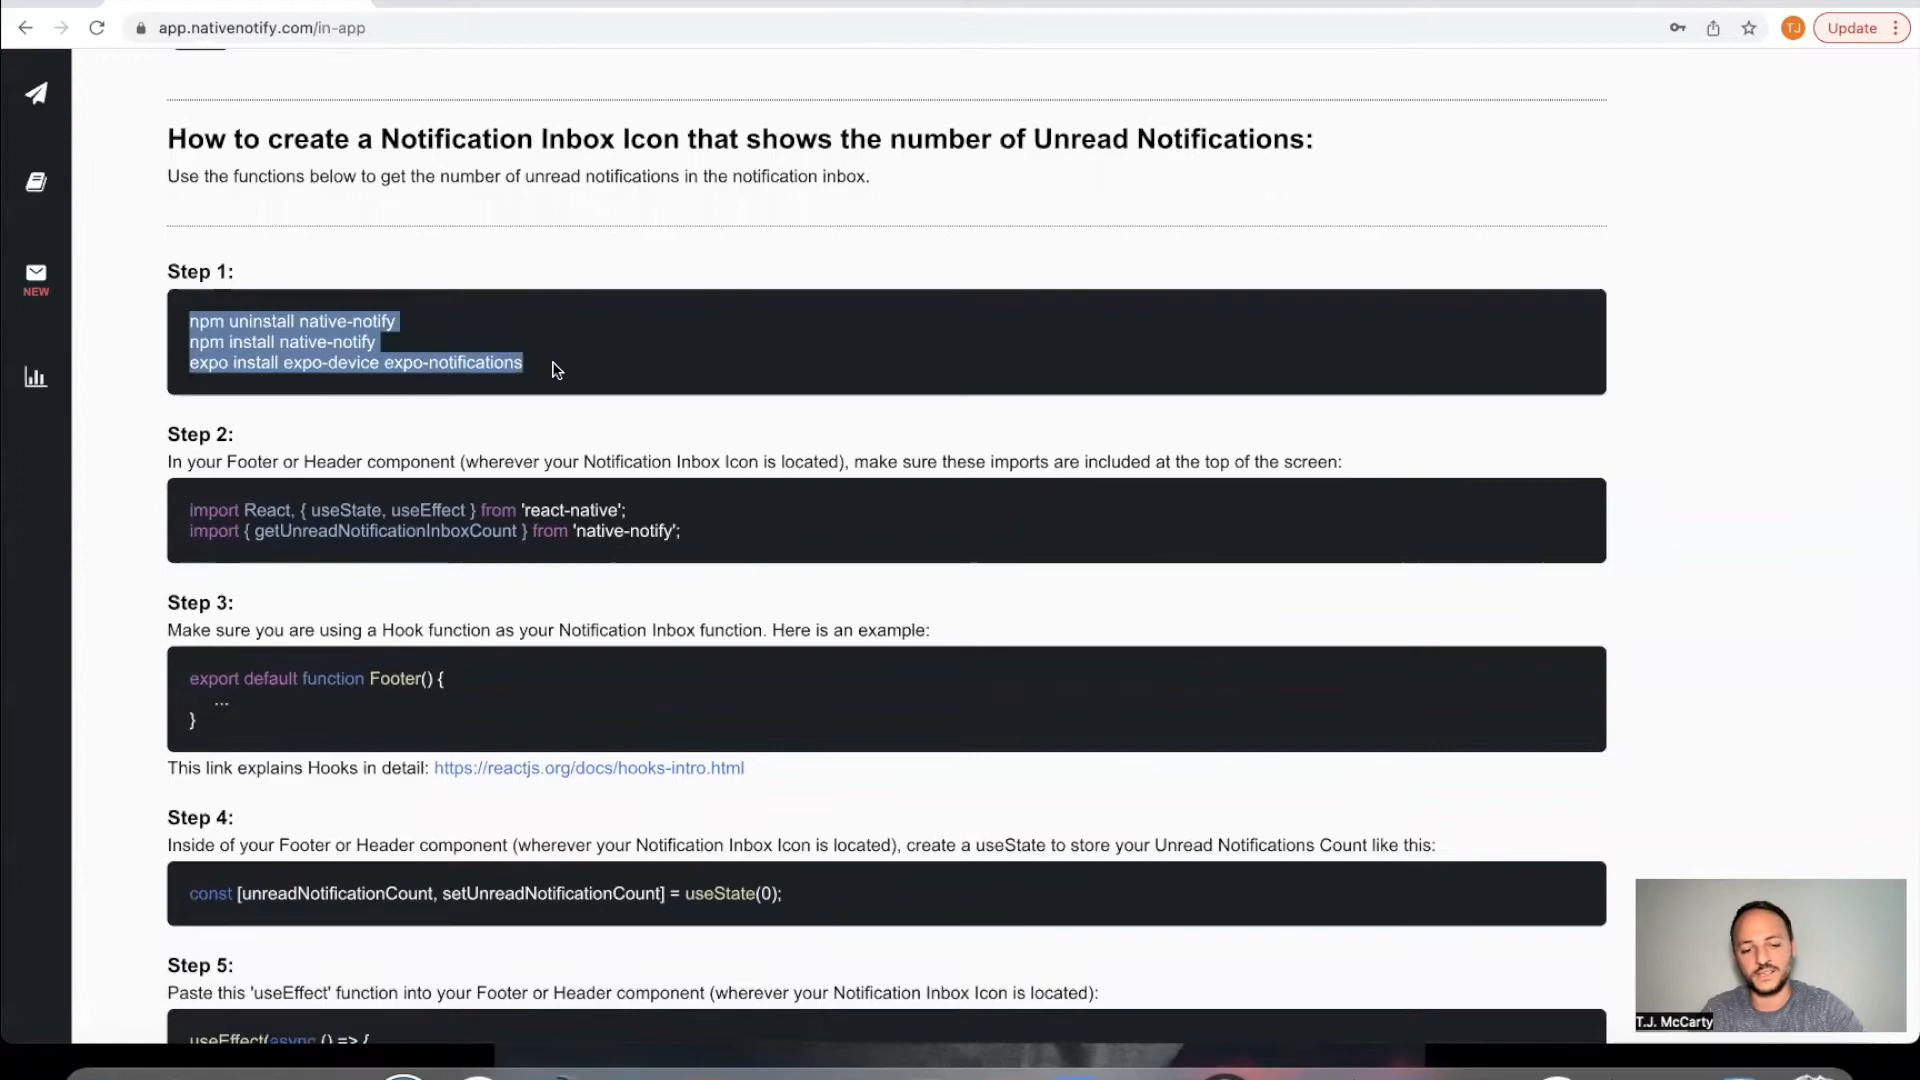 app.nativenotify.com/in-app
TJ
Update
NEW
How to create a Notification Inbox Icon that shows the number of Unread Notifications:
Use the functions below to get the number of unread notifications in the notification inbox.
Step 1:
npm uninstall native-notify
npm install native-notify
expo install expo-device expo-notifications
Step 2:
In your Footer or Header component (wherever your Notification Inbox Icon is located), make sure these imports are included at the top of the screen:
import React, { useState, useEffect } from 'react-native';
import { getUnreadNotificationInboxCount } from 'native-notify';
Step 3:
Make sure you are using a Hook function as your Notification Inbox function. Here is an example:
export default function Footer() {
...
}
This link explains Hooks in detail: https://reactjs.org/docs/hooks-intro.html
Step 4:
Inside of your Footer or Header component (wherever your Notification Inbox Icon is located), create a useState to store your Unread Notifications Count like this:
const [unreadNotificationCount, setUnreadNotificationCount] = useState(0);
Step 5:
Paste this 'useEffect' function into your Footer or Header component (wherever your Notification Inbox Icon is located):
useEffect(async () => {
T.J. McCarty